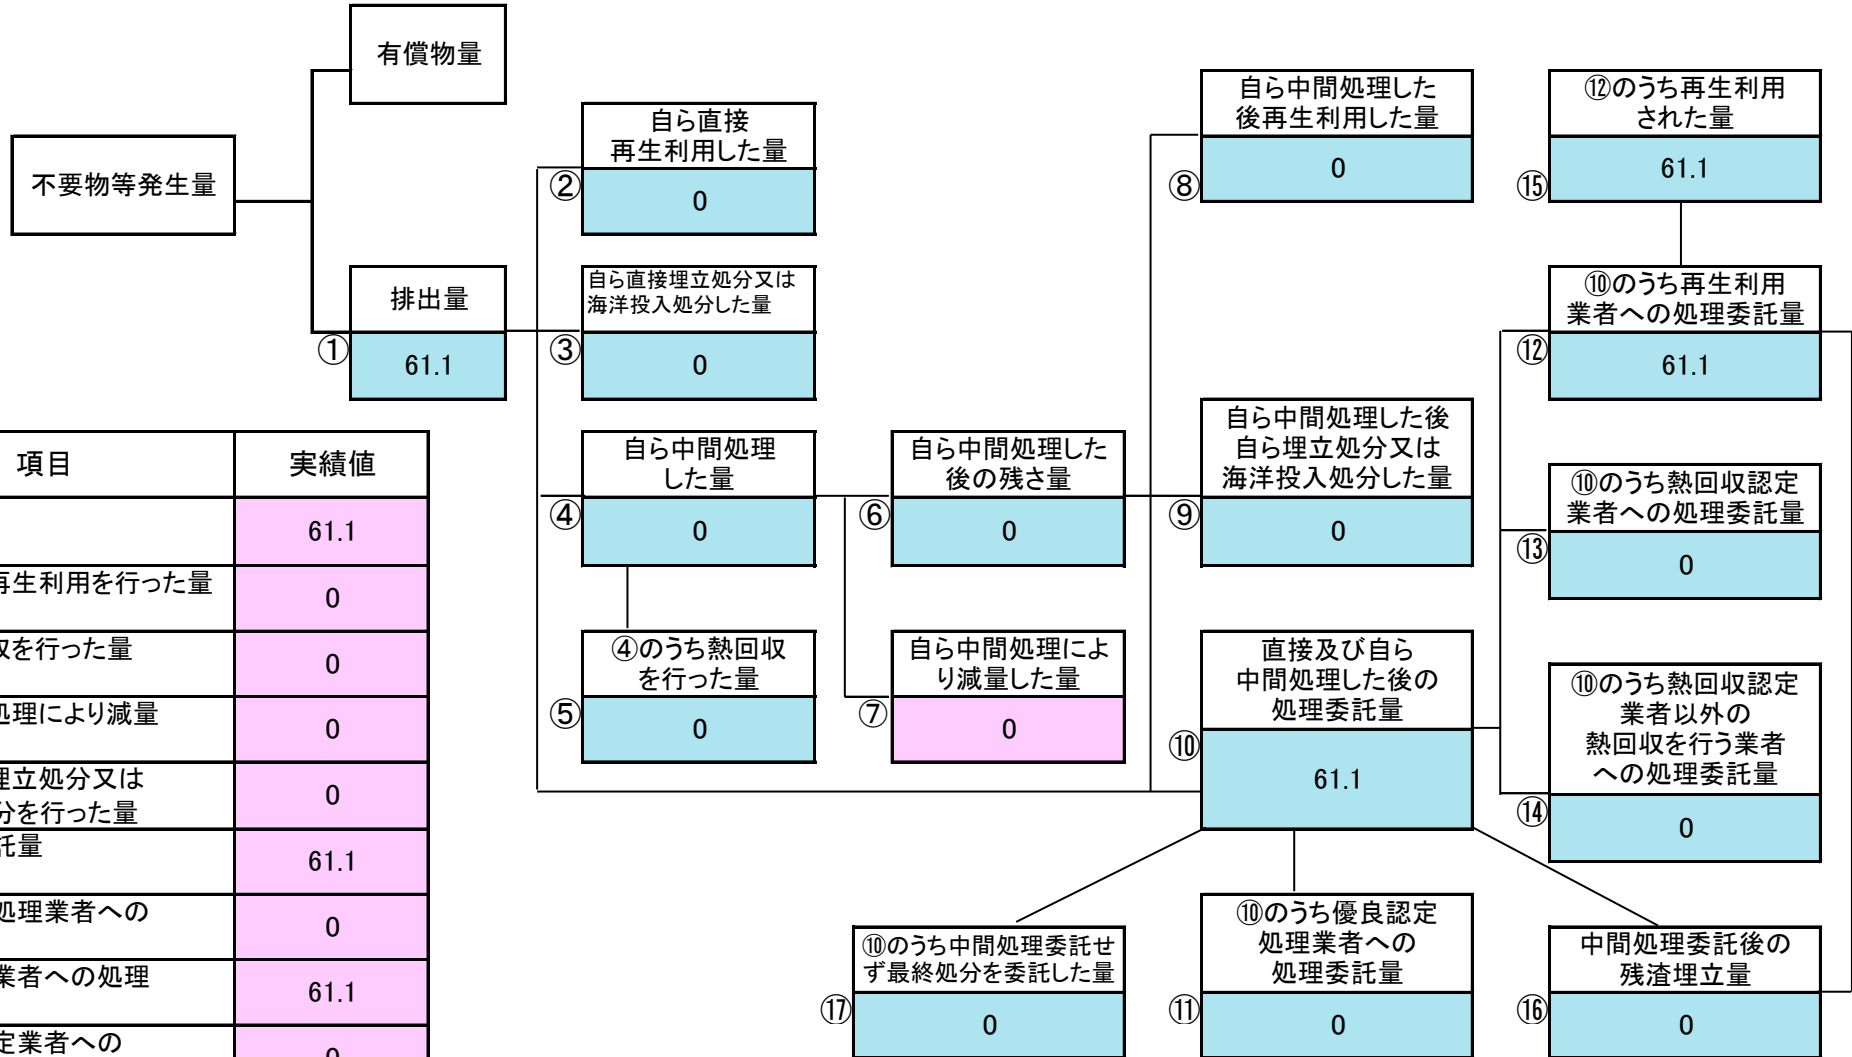 有償物量
不要物等発生量
排出量
①
61.1
自ら直接
再生利用した量
②
0
自ら直接埋立処分又は
海洋投入処分した量
③
0
自ら中間処理
した量
④
0
④のうち熱回収
を行った量
⑤
0
自ら中間処理した
後の残さ量
⑥
0
自ら中間処理によ
り減量した量
⑦
0
自ら中間処理した
後再生利用した量
⑧
0
自ら中間処理した後
自ら埋立処分又は
海洋投入処分した量
⑨
0
直接及び自ら
中間処理した後の
処理委託量
⑩
61.1
⑩のうち優良認定
処理業者への
処理委託量
⑪
0
⑩のうち中間処理委託せ
ず最終処分を委託した量
⑰
0
⑫のうち再生利用
された量
⑮
61.1
⑩のうち再生利用
業者への処理委託量
⑫
61.1
⑩のうち熱回収認定
業者への処理委託量
⑬
0
⑩のうち熱回収認定
業者以外の
熱回収を行う業者
への処理委託量
⑭
0
中間処理委託後の
残渣埋立量
⑯
0
項目 実績値
61.1
再生利用を行った量 0
を行った量 0
処理により減量 0
埋立処分又は
分を行った量 0
託量 61.1
処理業者への 0
業者への処理 61.1
定業者への 0